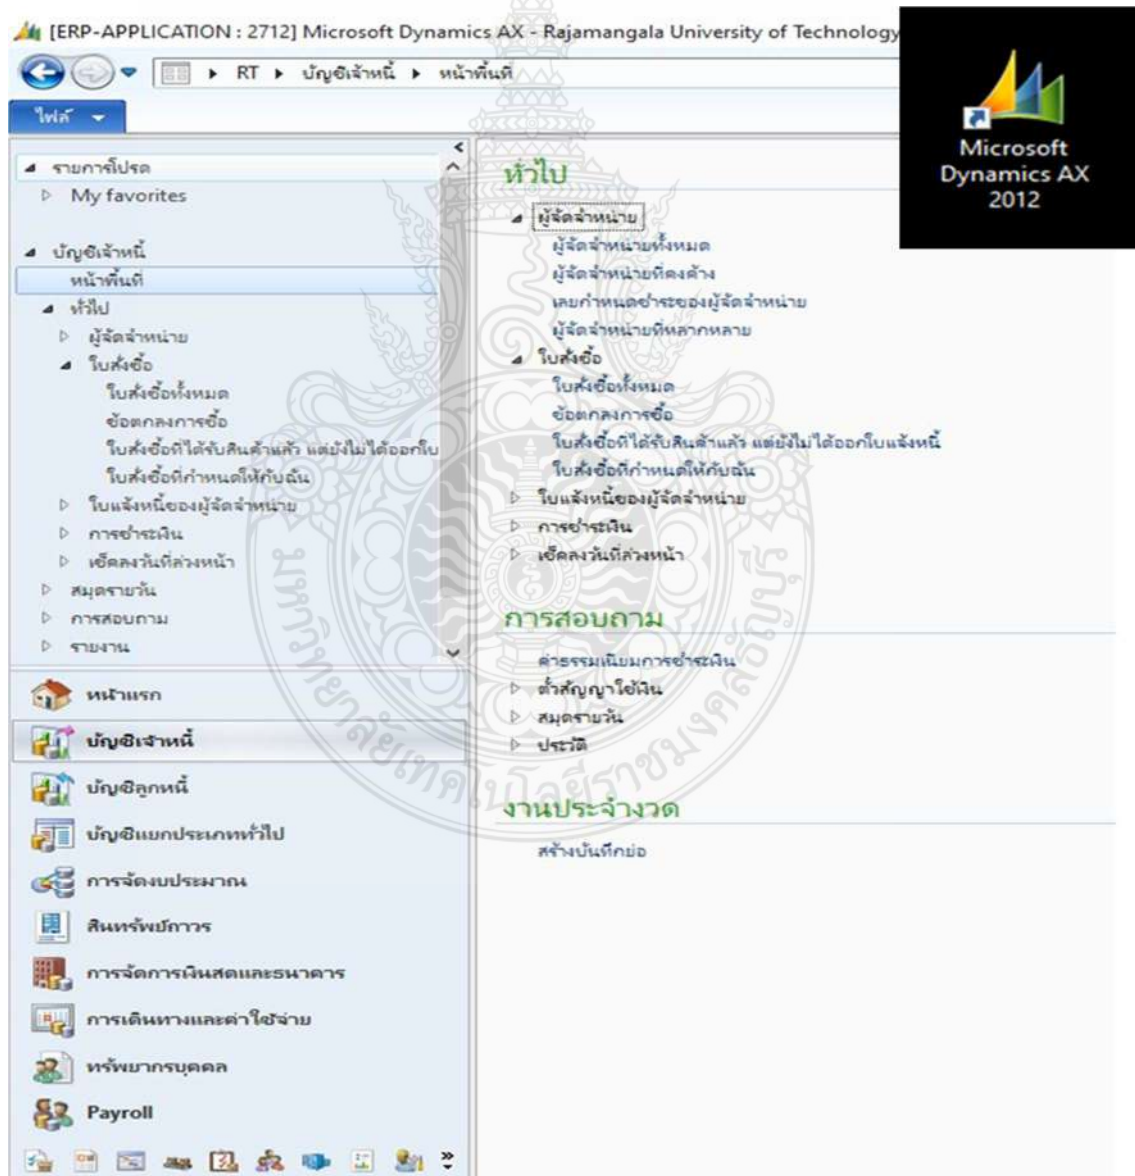 [ERP-APPLICATION : 2712] Microsoft Dynamics AX - Rajamangala University of Technology
RT ▸ บัญชีเจ้าหนี้ ▸ หน้าพื้นที่
ไฟล์
Microsoft
Dynamics AX
2012
รายการโปรด
My favorites
บัญชีเจ้าหนี้
หน้าพื้นที่
ทั่วไป
ผู้จัดจำหน่าย
ใบสั่งซื้อ
ใบสั่งซื้อทั้งหมด
ข้อตกลงการซื้อ
ใบสั่งซื้อที่ได้รับสินค้าแล้ว แต่ยังไม่ได้ออกใบ
ใบสั่งซื้อที่กำหนดให้กับฉัน
ใบแจ้งหนี้ของผู้จัดจำหน่าย
การชำระเงิน
เช็คลงวันที่ล่วงหน้า
สมุดรายวัน
การสอบถาม
รายงาน
หน้าแรก
บัญชีเจ้าหนี้
บัญชีลูกหนี้
บัญชีแยกประเภททั่วไป
การจัดงบประมาณ
สินทรัพย์ถาวร
การจัดการเงินสดและธนาคาร
การเดินทางและค่าใช้จ่าย
ทรัพยากรบุคคล
Payroll
ทั่วไป
ผู้จัดจำหน่าย
ผู้จัดจำหน่ายทั้งหมด
ผู้จัดจำหน่ายที่คงค้าง
เลยกำหนดชำระของผู้จัดจำหน่าย
ผู้จัดจำหน่ายที่หลากหลาย
ใบสั่งซื้อ
ใบสั่งซื้อทั้งหมด
ข้อตกลงการซื้อ
ใบสั่งซื้อที่ได้รับสินค้าแล้ว แต่ยังไม่ได้ออกใบแจ้งหนี้
ใบสั่งซื้อที่กำหนดให้กับฉัน
ใบแจ้งหนี้ของผู้จัดจำหน่าย
การชำระเงิน
เช็คลงวันที่ล่วงหน้า
การสอบถาม
ค่าธรรมเนียมการชำระเงิน
ตั๋วสัญญาใช้เงิน
สมุดรายวัน
ประวัติ
งานประจำงวด
สร้างบันทึกย่อ
มหาวิทยาลัยเทคโนโลยีราชมงคลธัญบุรี